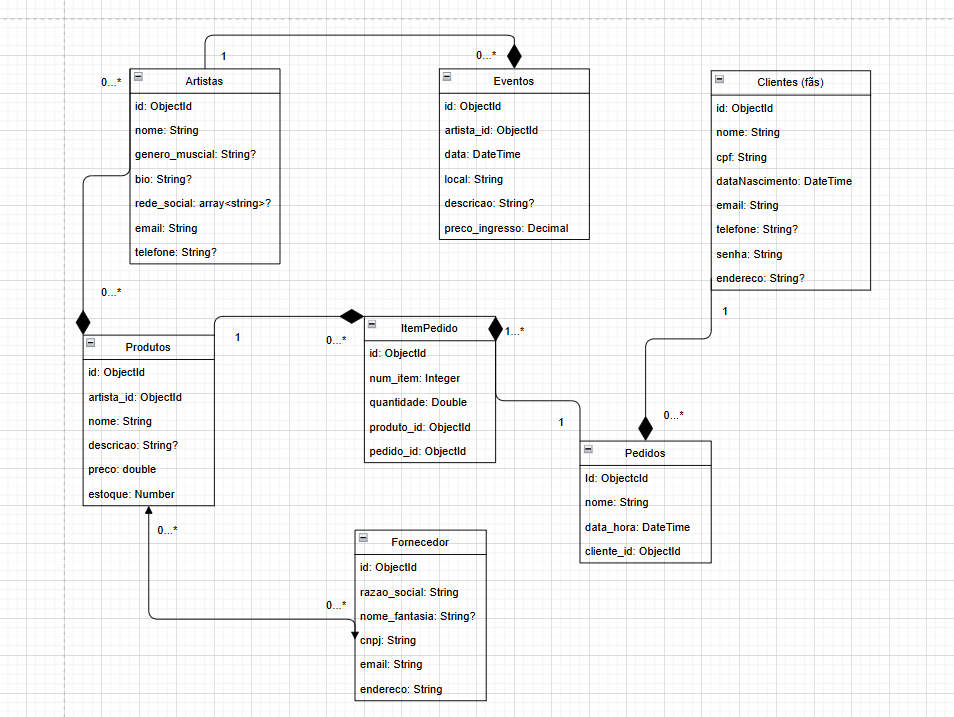 1
0...*
0...*
Artistas
id: ObjectId
nome: String
genero_muscial: String?
bio: String?
rede_social: array<string>?
email: String
telefone: String?
Eventos
id: ObjectId
artista_id: ObjectId
data: DateTime
local: String
descricao: String?
preco_ingresso: Decimal
Clientes (fãs)
id: ObjectId
nome: String
cpf: String
dataNascimento: DateTime
email: String
telefone: String?
senha: String
endereco: String?
0...*
1
0...*
1...*
1
Produtos
id: ObjectId
artista_id: ObjectId
nome: String
descricao: String?
preco: double
estoque: Number
ItemPedido
id: ObjectId
num_item: Integer
quantidade: Double
produto_id: ObjectId
pedido_id: ObjectId
1
0...*
Pedidos
Id: ObjectcId
nome: String
data_hora: DateTime
cliente_id: ObjectId
0...*
0...*
Fornecedor
id: ObjectId
razao_social: String
nome_fantasia: String?
cnpj: String
email: String
endereco: String